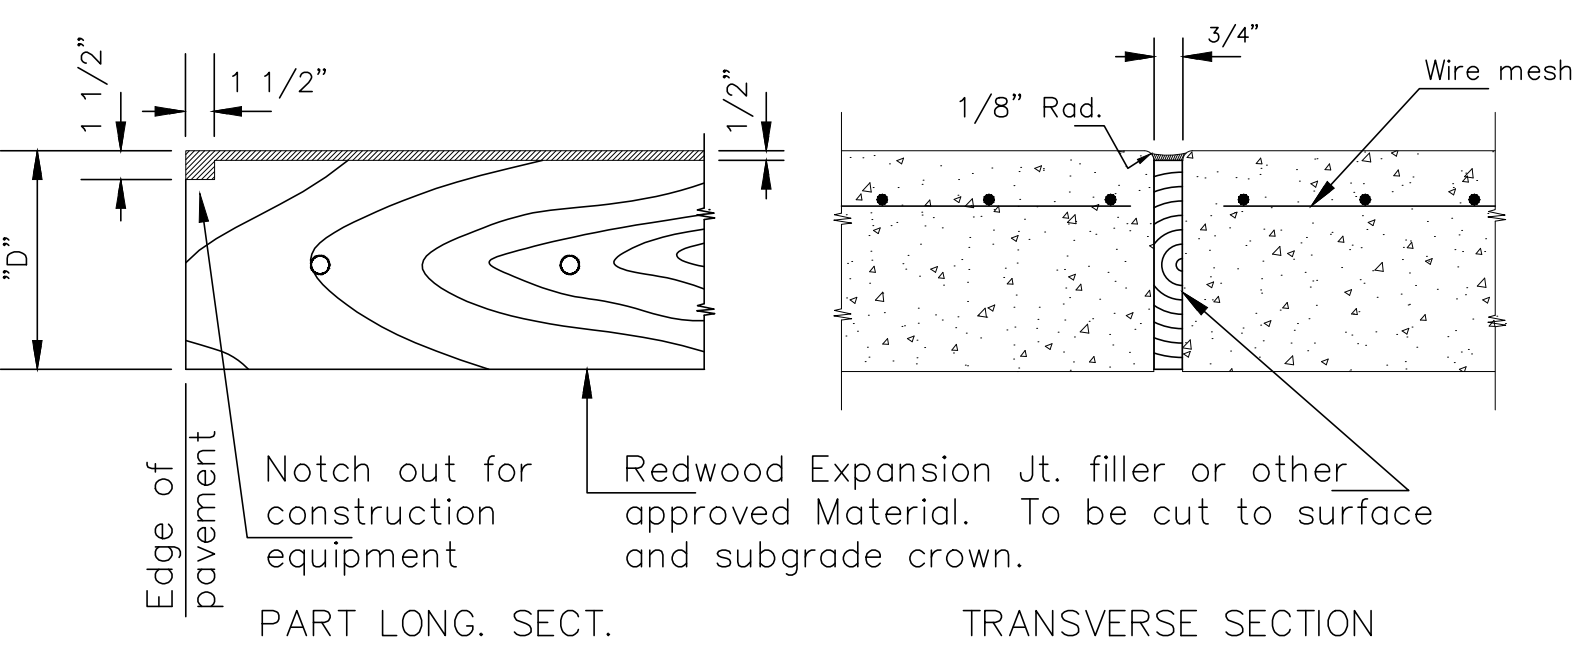 1 1/2”
1 1/2”
1/2”
”D”
Edge of
pavement
Notch out for
construction
equipment
PART LONG. SECT.
3/4”
1/8” Rad.
Wire mesh
Redwood Expansion Jt. filler or other
approved Material. To be cut to surface
and subgrade crown.
TRANSVERSE SECTION